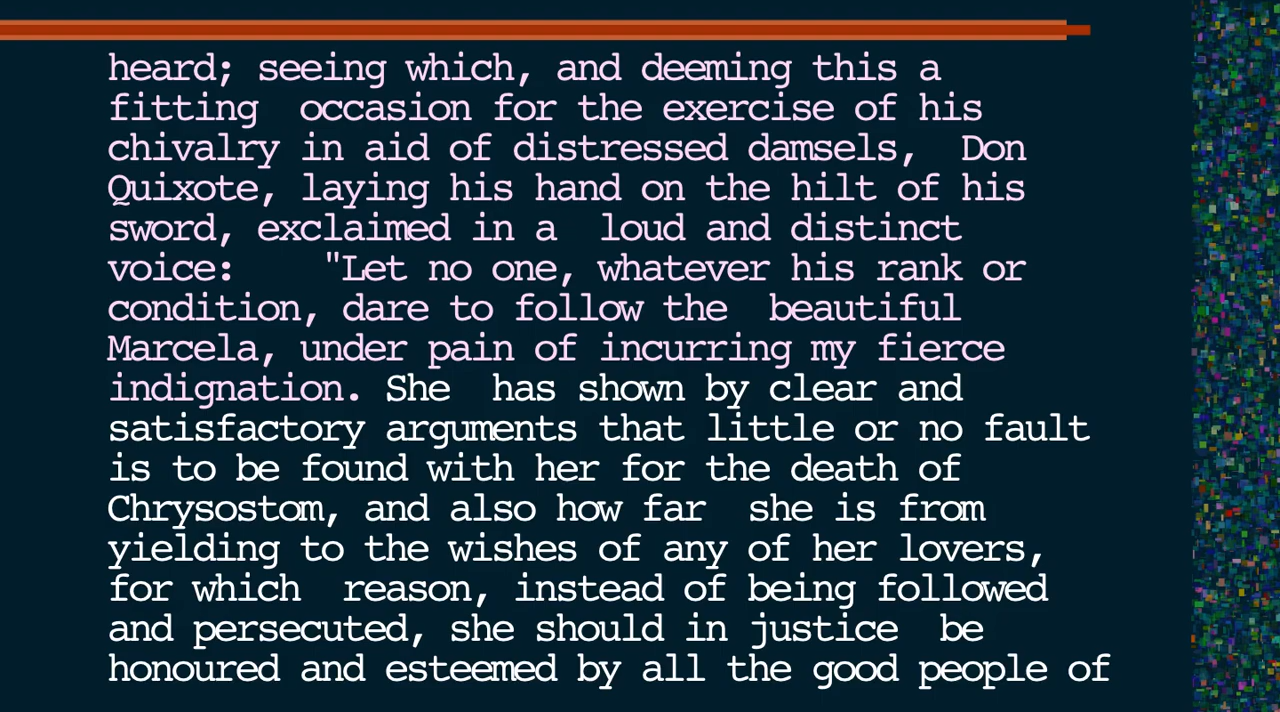 heard; seeing which, and deeming this a
fitting  occasion for the exercise of his
chivalry in aid of distressed damsels,  Don
Quixote, laying his hand on the hilt of his
sword, exclaimed in a  loud and distinct
voice:    "Let no one, whatever his rank or
condition, dare to follow the  beautiful
Marcela, under pain of incurring my fierce
indignation. She  has shown by clear and
satisfactory arguments that little or no fault
is to be found with her for the death of
Chrysostom, and also how far  she is from
yielding to the wishes of any of her lovers,
for which  reason, instead of being followed
and persecuted, she should in justice  be
honoured and esteemed by all the good people of